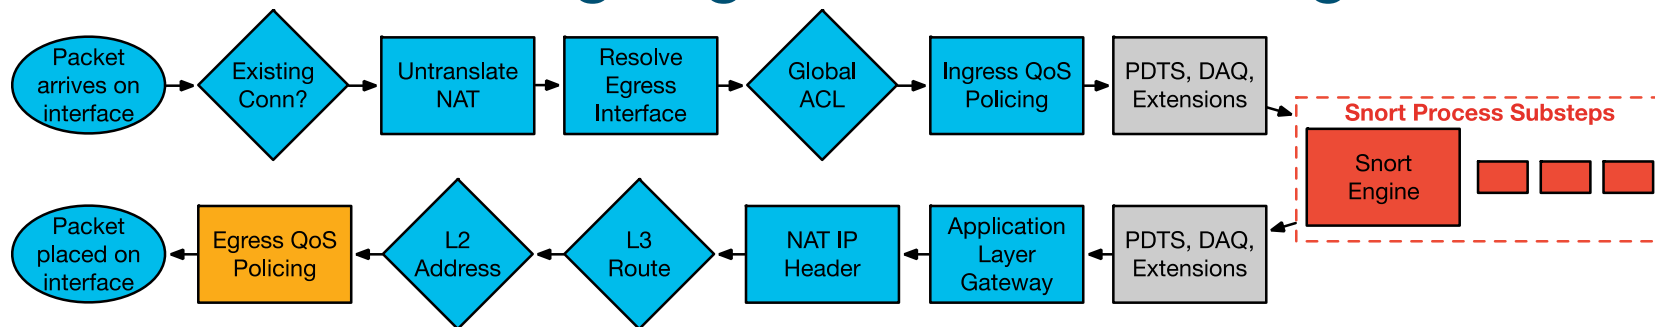 Packet
arrives on
interface
Existing
Conn?
Untranslate
NAT
Resolve
Egress
Interface
Global
ACL
Ingress QoS
Policing
PDTS, DAQ,
Extensions
Snort Process Substeps
Snort
Engine
Packet
placed on
interface
Egress QoS
Policing
L2
Address
L3
Route
NAT IP
Header
Application
Layer
Gateway
PDTS, DAQ,
Extensions